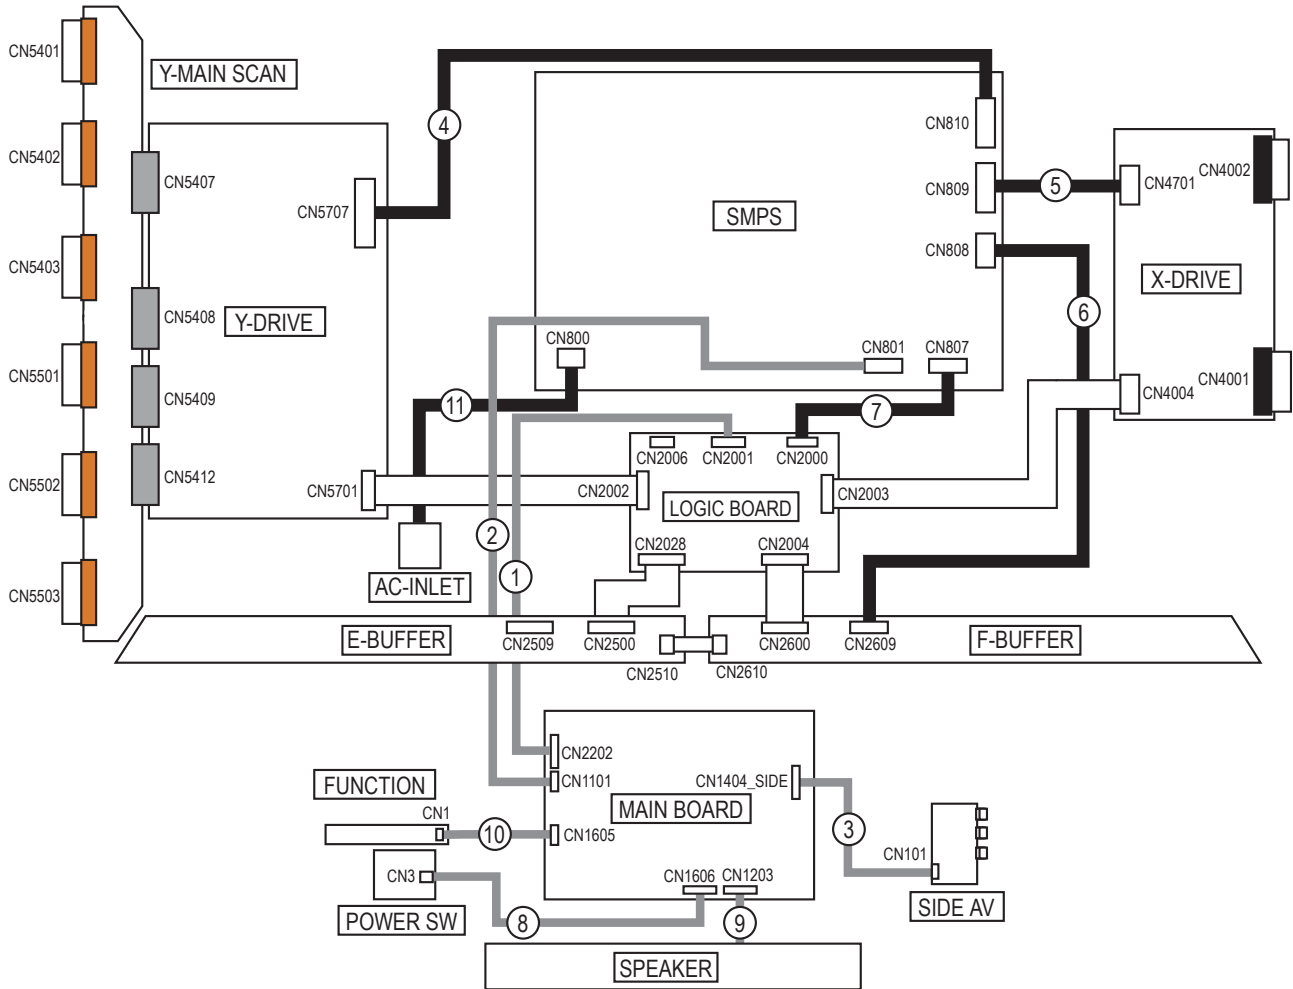 CN5401
Y-MAIN SCAN
4
CN810
CN5402
CN5407
CN5707
SMPS
CN809
5
CN4701
CN4002
CN5403
CN808
X-DRIVE
CN5408
Y-DRIVE
6
CN800
CN801
CN807
CN5501
CN5409
11
7
CN4004
CN4001
CN5502
CN5412
CN5701
CN2006
CN2001
CN2000
CN2002
CN2003
LOGIC BOARD
2
1
CN2028
CN2004
AC-INLET
CN5503
E-BUFFER
CN2509
CN2500
CN2600
CN2609
F-BUFFER
CN2510
CN2610
CN2202
CN1101
CN1404_SIDE
FUNCTION
MAIN BOARD
CN1
10
CN1605
3
CN101
CN3
CN1606
CN1203
POWER SW
8
9
SIDE AV
SPEAKER